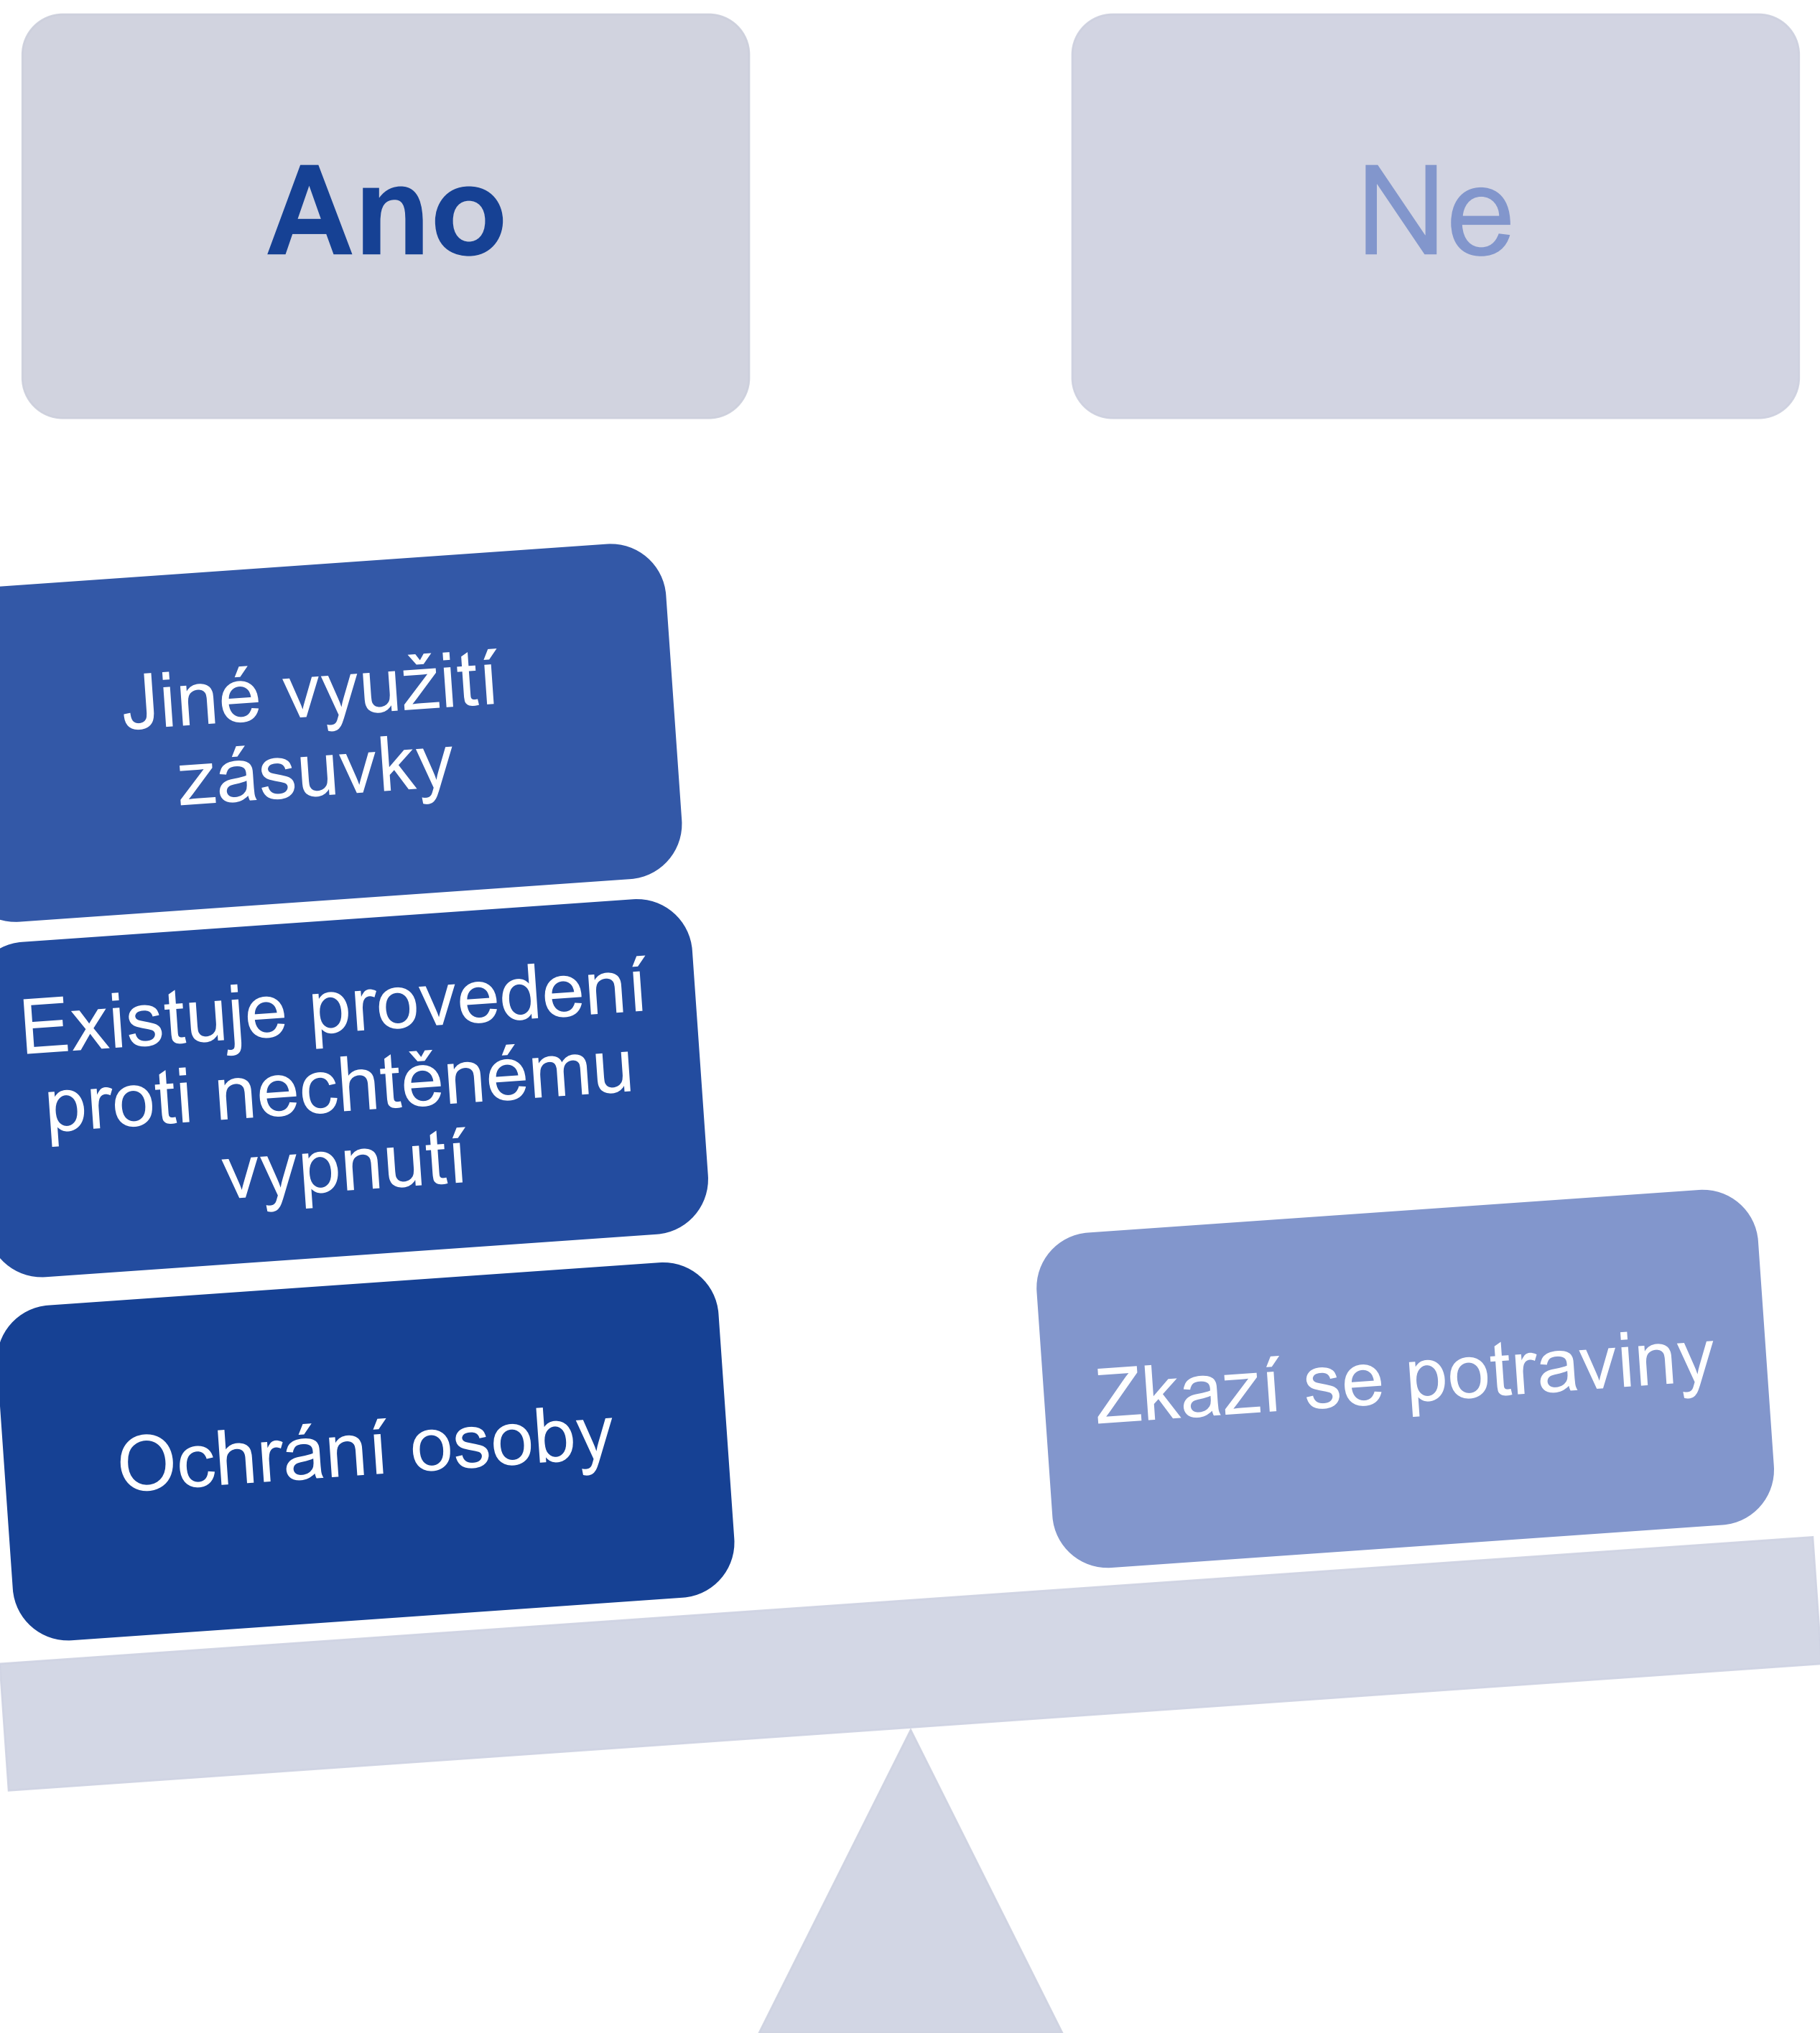 Ano
Ne
Jiné využití
zásuvky
Existuje provedení
proti nechtěnému
vypnutí
Ochrání osoby
Zkazí se potraviny